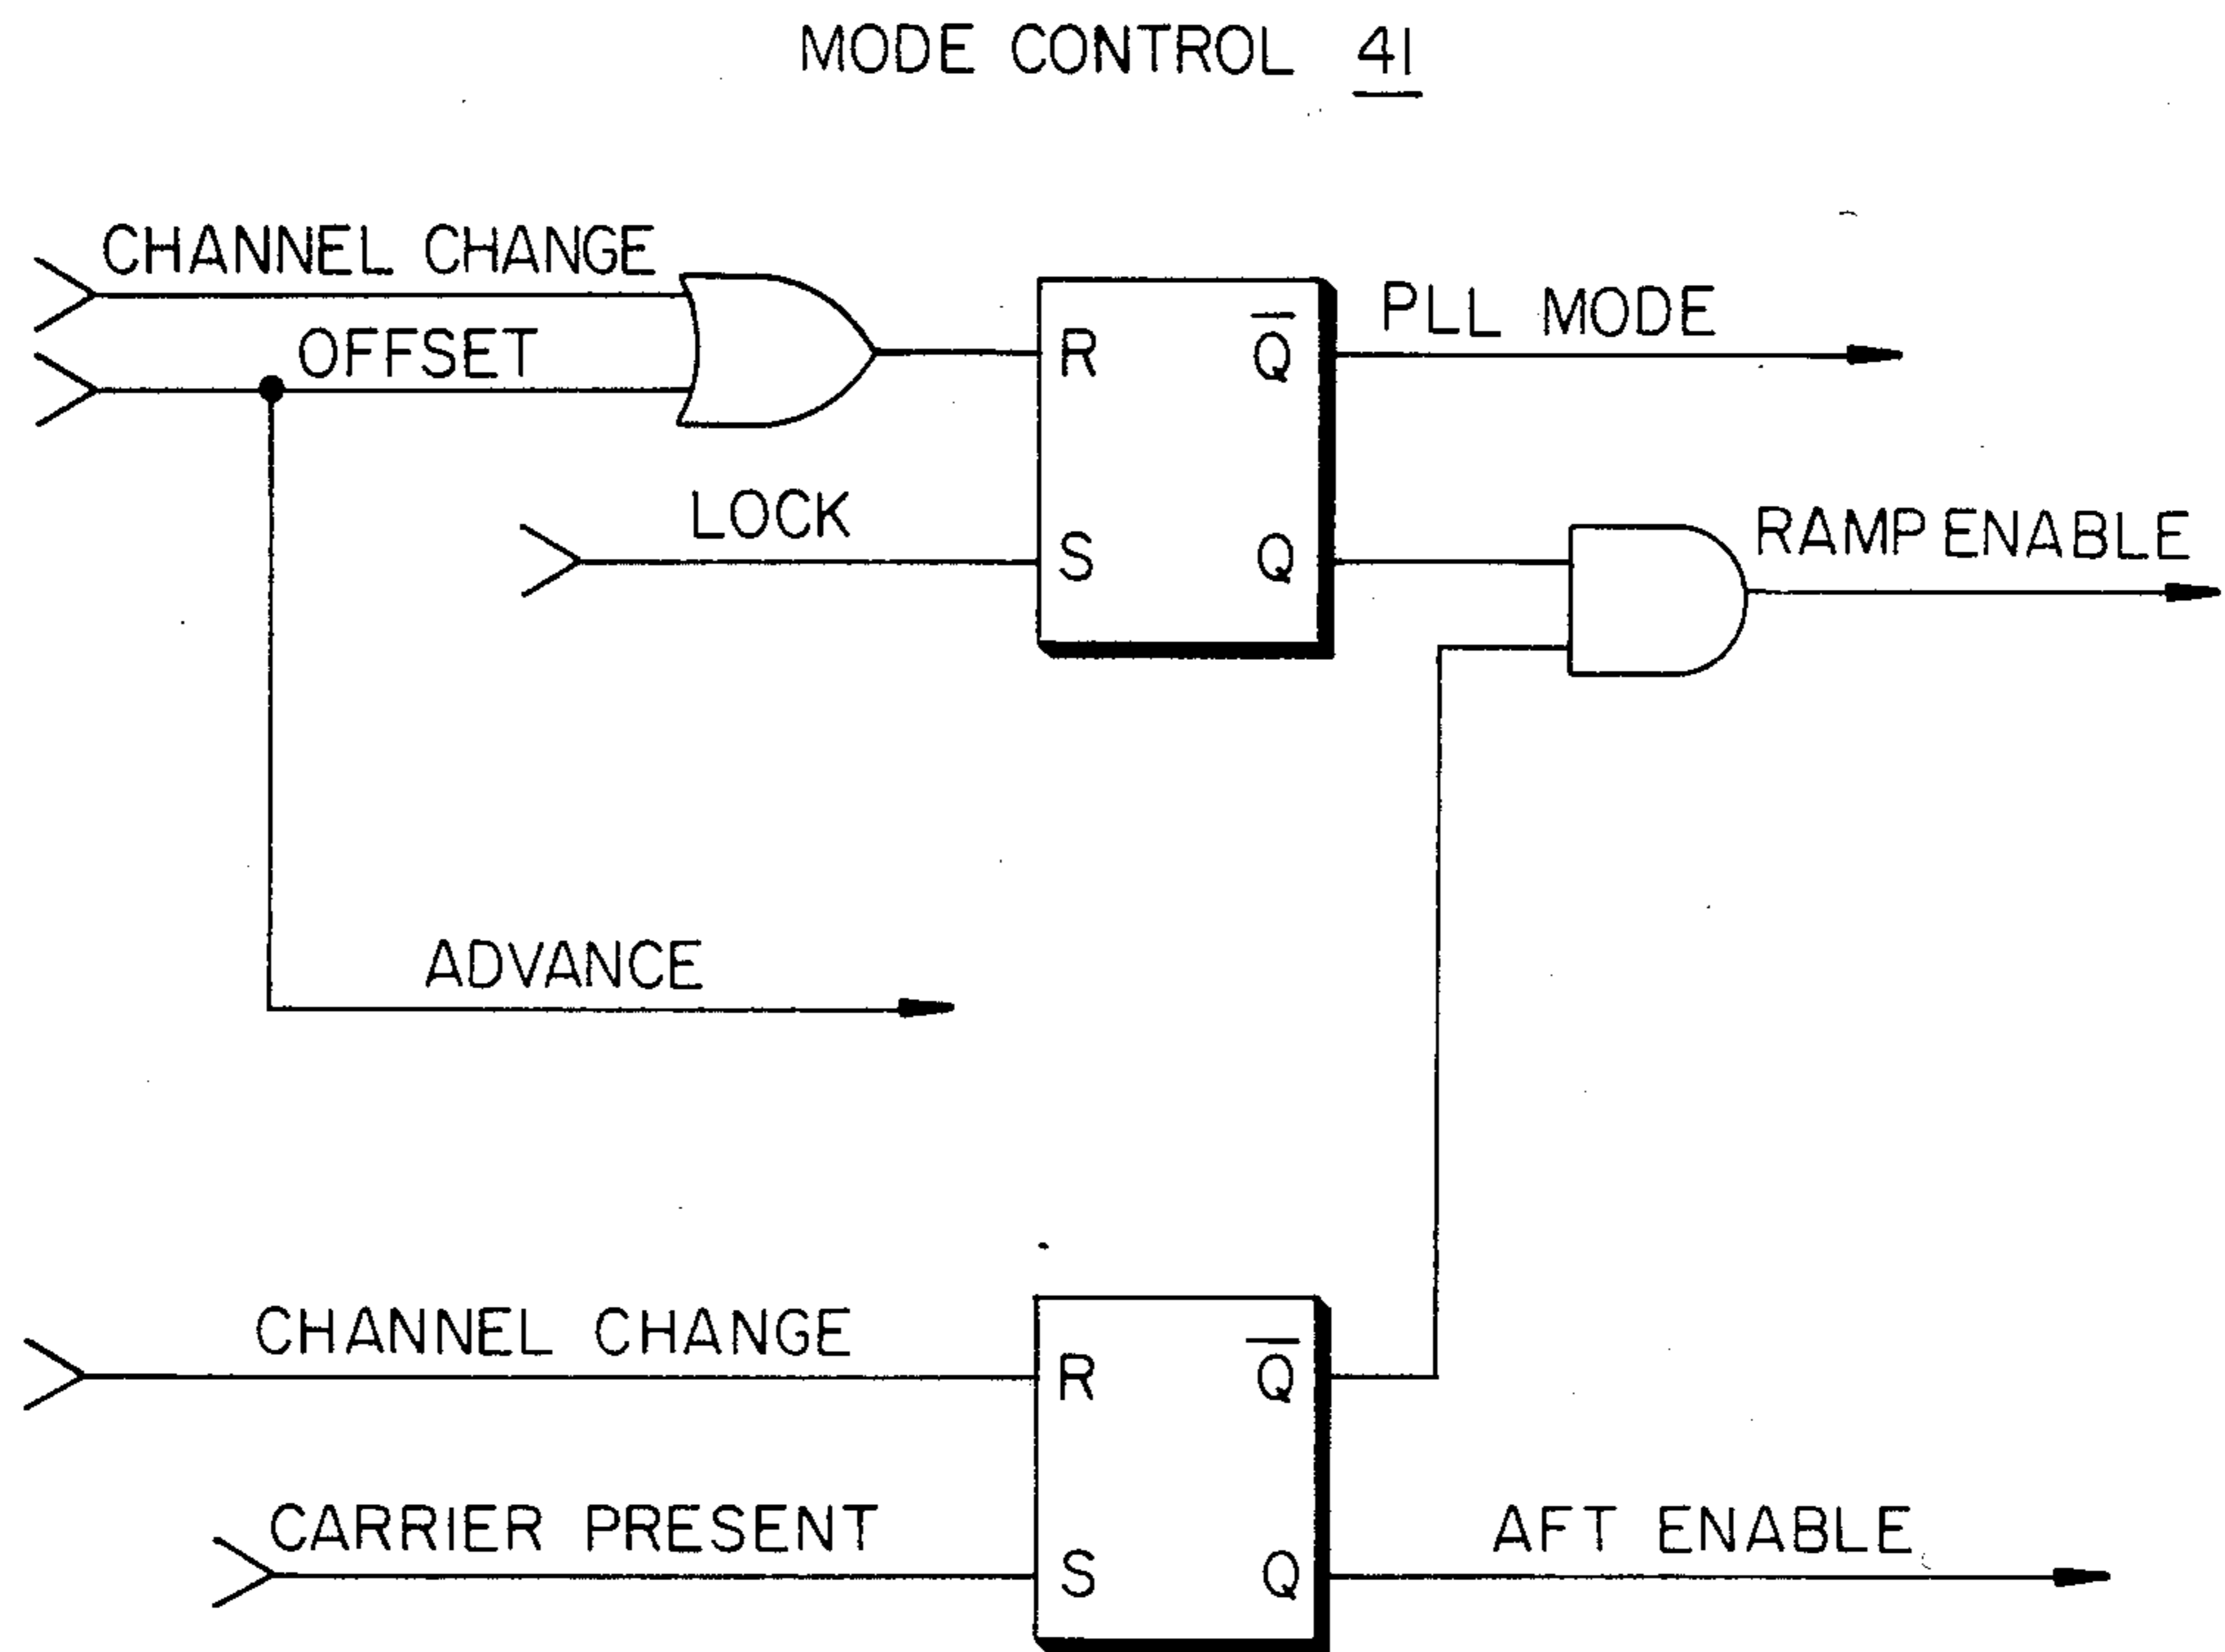 MODE CONTROL 41
CHANNEL CHANGE
OFFSET
R Q̅ PLL MODE
LOCK
S Q RAMP ENABLE
ADVANCE
CHANNEL CHANGE
R Q̅
CARRIER PRESENT
S Q AFT ENABLE